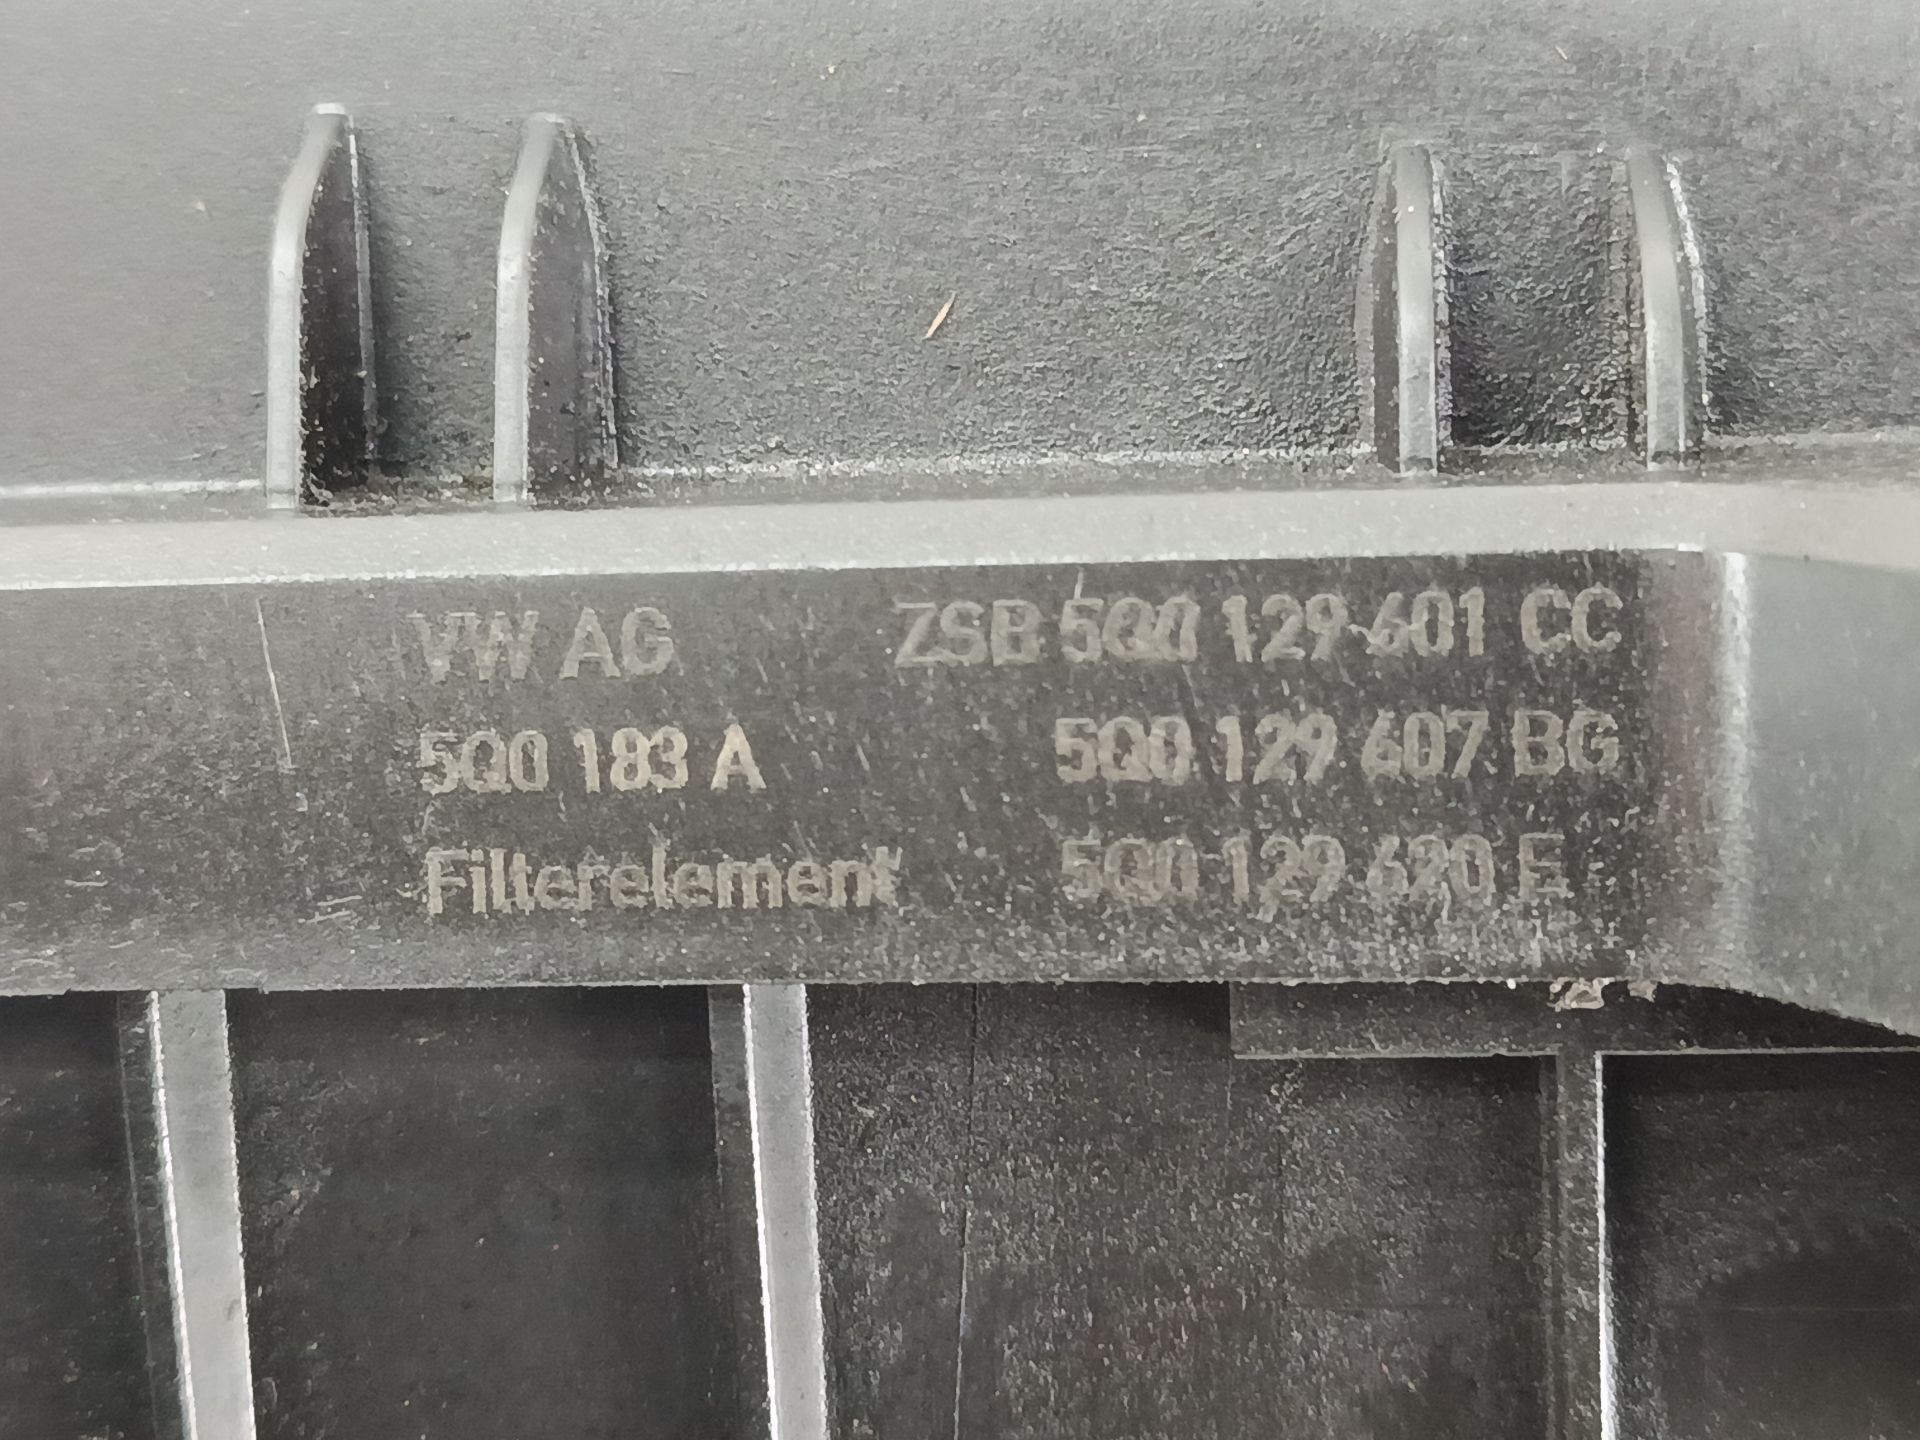 VW AG ZSB 5Q0 129 601 CC
5Q0 183 A 5Q0 129 607 BG
Filterelement 5Q0 129 620 E